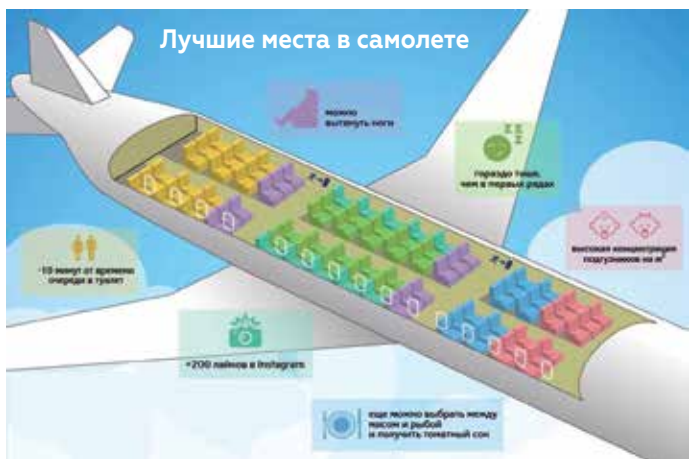 Лучшие места в самолете
можно
вытянуть ноги
гораздо тише,
чем в первых рядах
высокая концентрация
подгузников на м²
-10 минут от времени
очереди в туалет
+200 лайков в Instagram
еще можно выбрать между
мясом и рыбой
и получить томатный сок